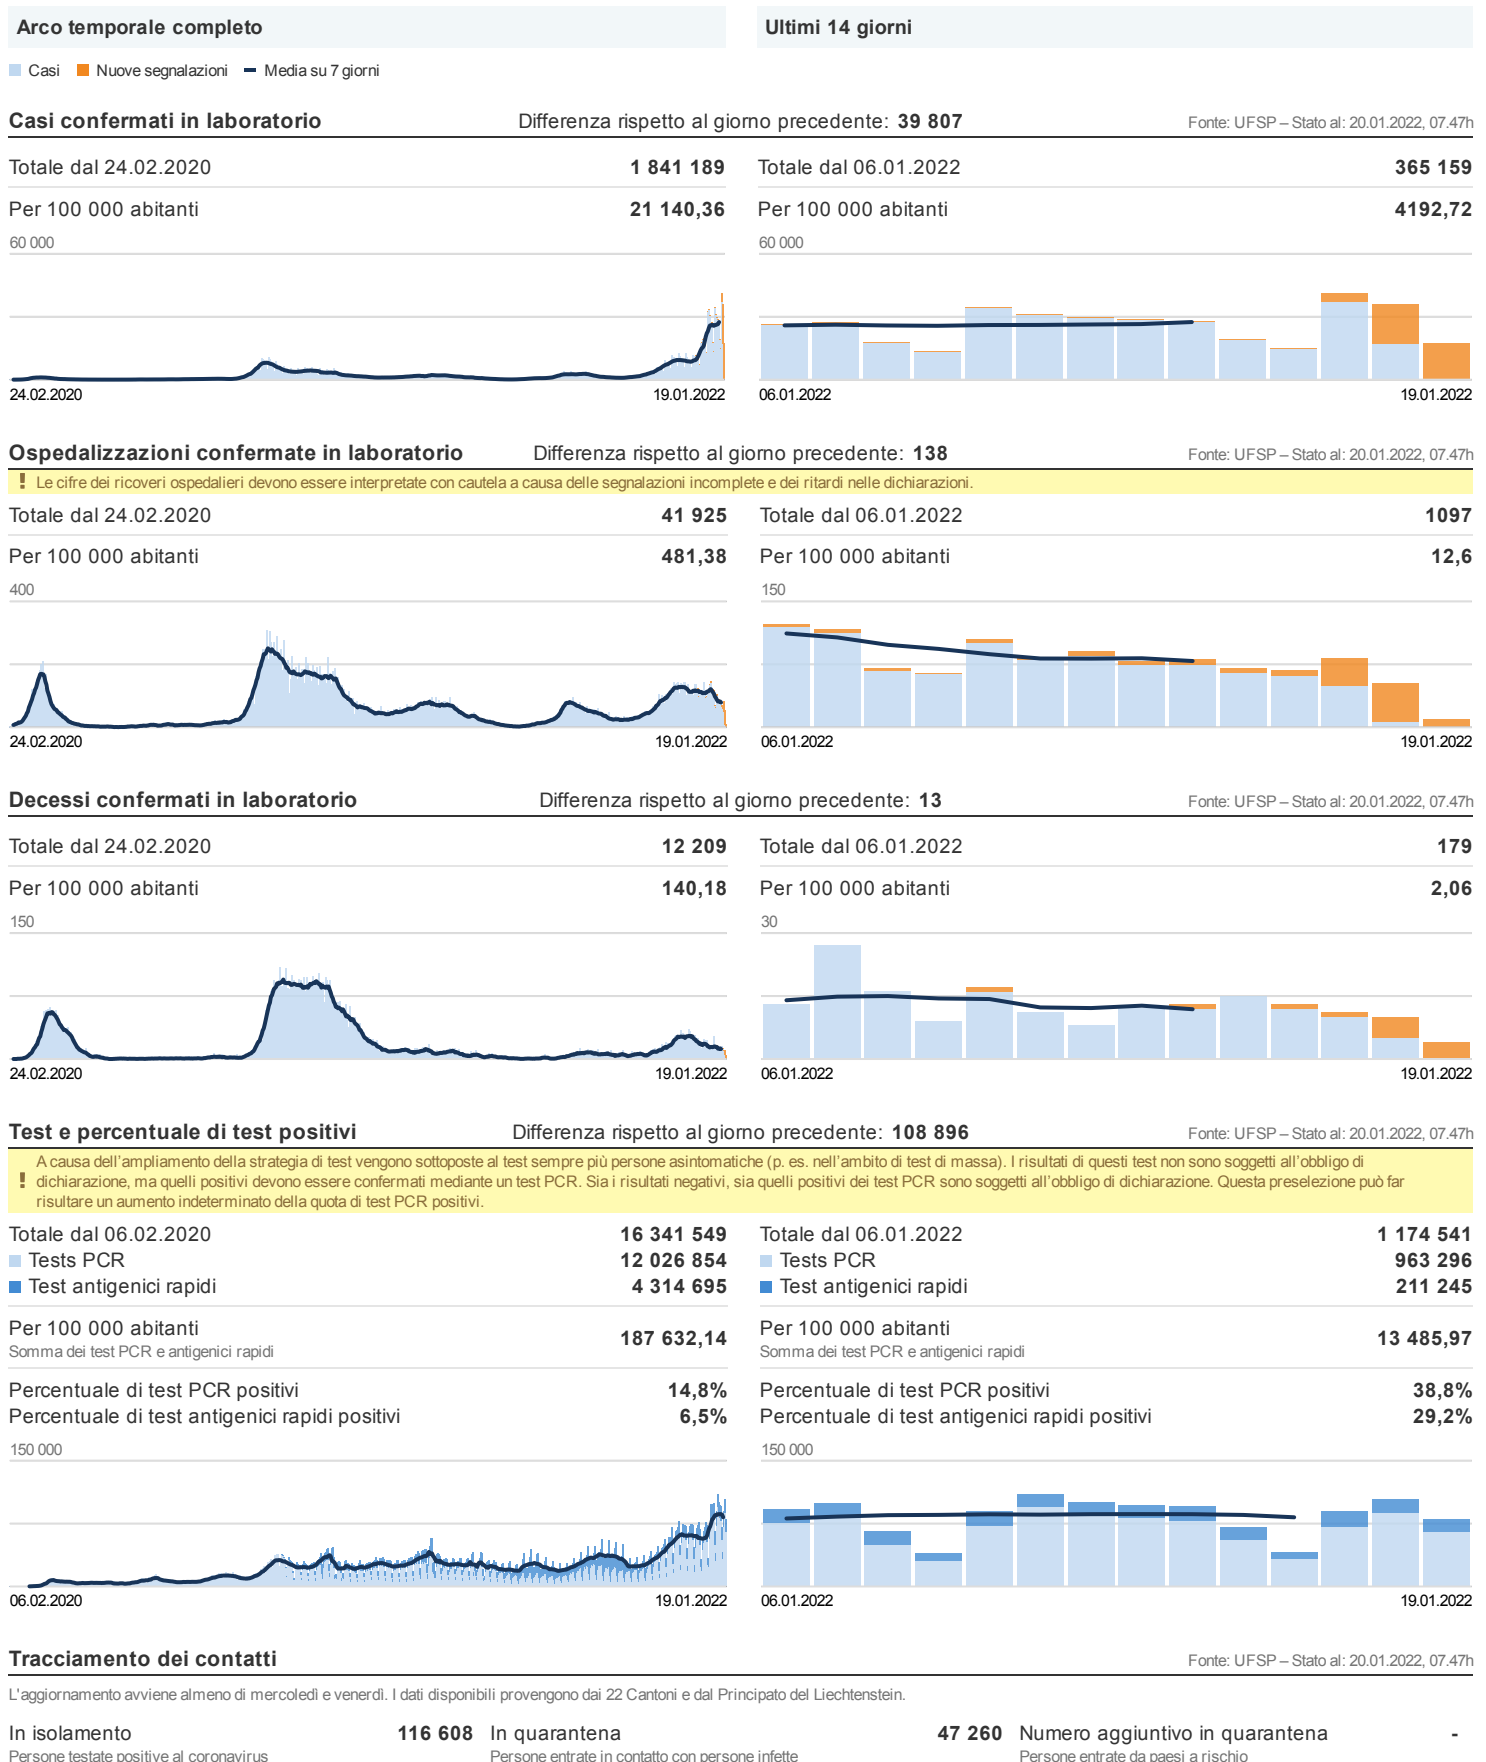 Arco temporale completo
Ultimi 14 giorni
Casi Nuove segnalazioni Media su 7 giorni
Casi confermati in laboratorio Differenza rispetto al giorno precedente: 39 807 Fonte: UFSP – Stato al: 20.01.2022, 07.47h
Totale dal 24.02.2020 1 841 189
Per 100 000 abitanti 21 140,36
60 000
24.02.2020 19.01.2022
Totale dal 06.01.2022 365 159
Per 100 000 abitanti 4192,72
60 000
06.01.2022 19.01.2022
Ospedalizzazioni confermate in laboratorio Differenza rispetto al giorno precedente: 138 Fonte: UFSP – Stato al: 20.01.2022, 07.47h
! Le cifre dei ricoveri ospedalieri devono essere interpretate con cautela a causa delle segnalazioni incomplete e dei ritardi nelle dichiarazioni.
Totale dal 24.02.2020 41 925
Per 100 000 abitanti 481,38
400
24.02.2020 19.01.2022
Totale dal 06.01.2022 1097
Per 100 000 abitanti 12,6
150
06.01.2022 19.01.2022
Decessi confermati in laboratorio Differenza rispetto al giorno precedente: 13 Fonte: UFSP – Stato al: 20.01.2022, 07.47h
Totale dal 24.02.2020 12 209
Per 100 000 abitanti 140,18
150
24.02.2020 19.01.2022
Totale dal 06.01.2022 179
Per 100 000 abitanti 2,06
30
06.01.2022 19.01.2022
Test e percentuale di test positivi Differenza rispetto al giorno precedente: 108 896 Fonte: UFSP – Stato al: 20.01.2022, 07.47h
A causa dell'ampliamento della strategia di test vengono sottoposte al test sempre più persone asintomatiche (p. es. nell'ambito di test di massa). I risultati di questi test non sono soggetti all'obbligo di
! dichiarazione, ma quelli positivi devono essere confermati mediante un test PCR. Sia i risultati negativi, sia quelli positivi dei test PCR sono soggetti all'obbligo di dichiarazione. Questa preselezione può far
risultare un aumento indeterminato della quota di test PCR positivi.
Totale dal 06.02.2020 16 341 549
Tests PCR 12 026 854
Test antigenici rapidi 4 314 695
Per 100 000 abitanti 187 632,14
Somma dei test PCR e antigenici rapidi
Percentuale di test PCR positivi 14,8%
Percentuale di test antigenici rapidi positivi 6,5%
150 000
06.02.2020 19.01.2022
Totale dal 06.01.2022 1 174 541
Tests PCR 963 296
Test antigenici rapidi 211 245
Per 100 000 abitanti 13 485,97
Somma dei test PCR e antigenici rapidi
Percentuale di test PCR positivi 38,8%
Percentuale di test antigenici rapidi positivi 29,2%
150 000
06.01.2022 19.01.2022
Tracciamento dei contatti Fonte: UFSP – Stato al: 20.01.2022, 07.47h
L'aggiornamento avviene almeno di mercoledì e venerdì. I dati disponibili provengono dai 22 Cantoni e dal Principato del Liechtenstein.
In isolamento 116 608
Persone testate positive al coronavirus
In quarantena 47 260
Persone entrate in contatto con persone infette
Numero aggiuntivo in quarantena -
Persone entrate da paesi a rischio